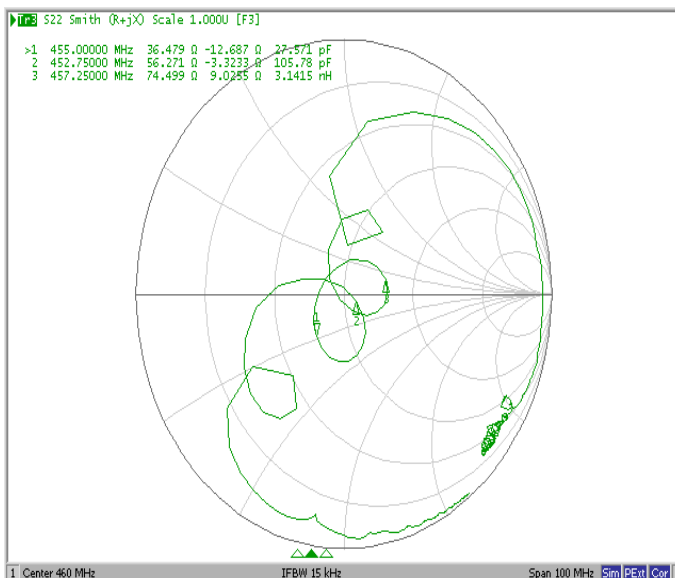 Tr3 S22 Smith (R+jX) Scale 1.000U [F3]
>1 455.00000 MHz 36.479 Ω -12.687 Ω 27.571 pF
2 452.75000 MHz 56.271 Ω -3.3233 Ω 105.78 pF
3 457.25000 MHz 74.499 Ω 9.0255 Ω 3.1415 nH
1
2
3
1 Center 460 MHz IFBW 15 kHz Span 100 MHz Sim PExt Cor